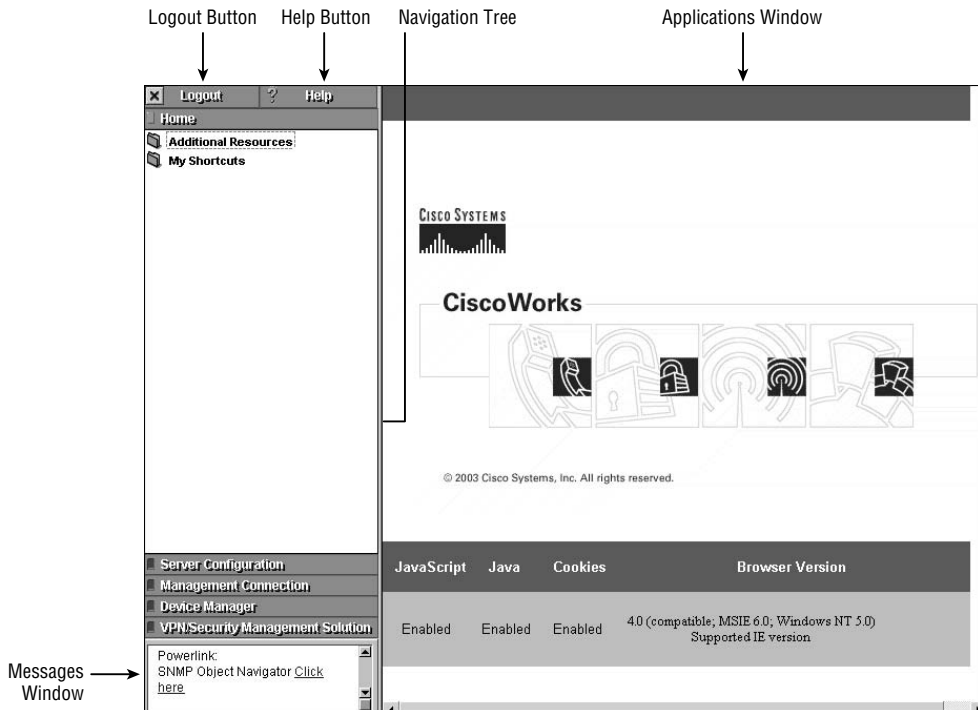 Logout Button Help Button Navigation Tree Applications Window
Logout ? Help
Home
Additional Resources
My Shortcuts
CISCO SYSTEMS
CiscoWorks
© 2003 Cisco Systems, Inc. All rights reserved.
Server Configuration
Management Connection
Device Manager
VPN/Security Management Solution
JavaScript Java Cookies Browser Version
Enabled Enabled Enabled 4.0 (compatible; MSIE 6.0; Windows NT 5.0)
Supported IE version
Messages Window
Powerlink:
SNMP Object Navigator Click
here